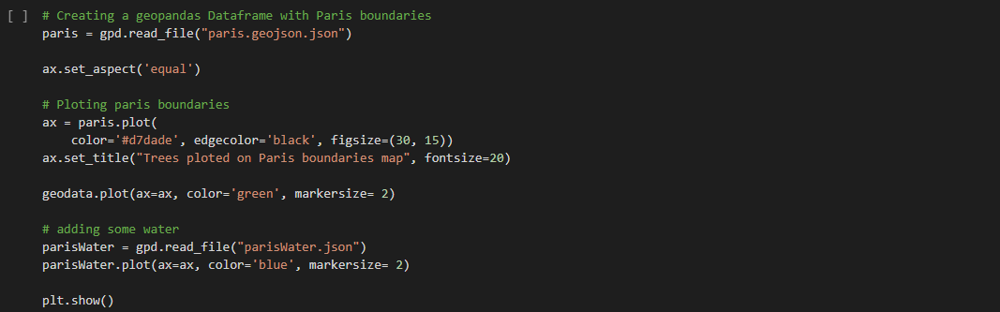 [ ] # Creating a geopandas Dataframe with Paris boundaries
paris = gpd.read_file("paris.geojson.json")
ax.set_aspect('equal')
# Ploting paris boundaries
ax = paris.plot(
color='#d7dade', edgecolor='black', figsize=(30, 15))
ax.set_title("Trees ploted on Paris boundaries map", fontsize=20)
geodata.plot(ax=ax, color='green', markersize= 2)
# adding some water
parisWater = gpd.read_file("parisWater.json")
parisWater.plot(ax=ax, color='blue', markersize= 2)
plt.show()